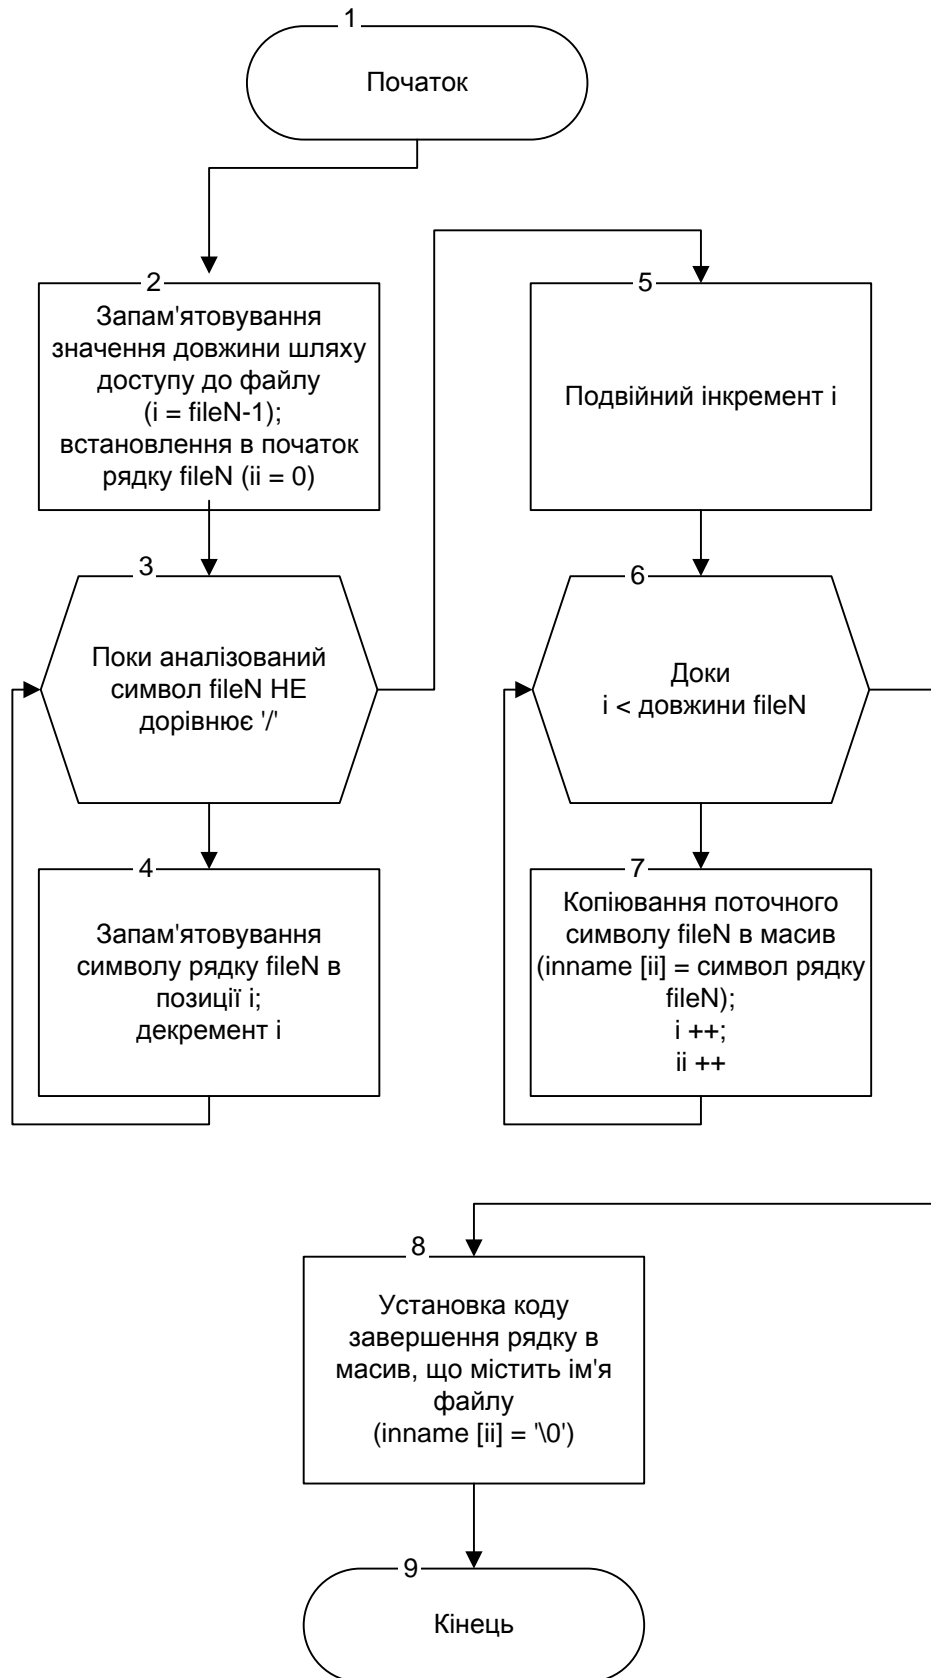 1
Початок
2
Запам'ятовування
значення довжини шляху
доступу до файлу
(i = fileN-1);
встановлення в початок
рядку fileN (ii = 0)
3
Поки аналізований
символ fileN НЕ
дорівнює '/'
4
Запам'ятовування
символу рядку fileN в
позиції i;
декремент i
5
Подвійний інкремент i
6
Доки
i < довжини fileN
7
Копіювання поточного
символу fileN в масив
(inname [ii] = символ рядку
fileN);
i ++;
ii ++
8
Установка коду
завершення рядку в
масив, що містить ім'я
файлу
(inname [ii] = '\0')
9
Кінець